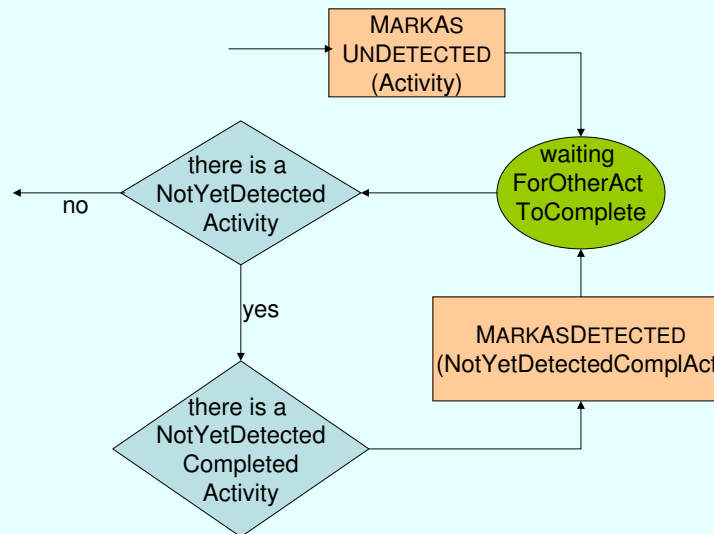 MARKAS
UNDETECTED
(Activity)
waiting
ForOtherAct
ToComplete
there is a
NotYetDetected
Activity
no
yes
MARKASDETECTED
(NotYetDetectedComplAct
there is a
NotYetDetected
Completed
Activity